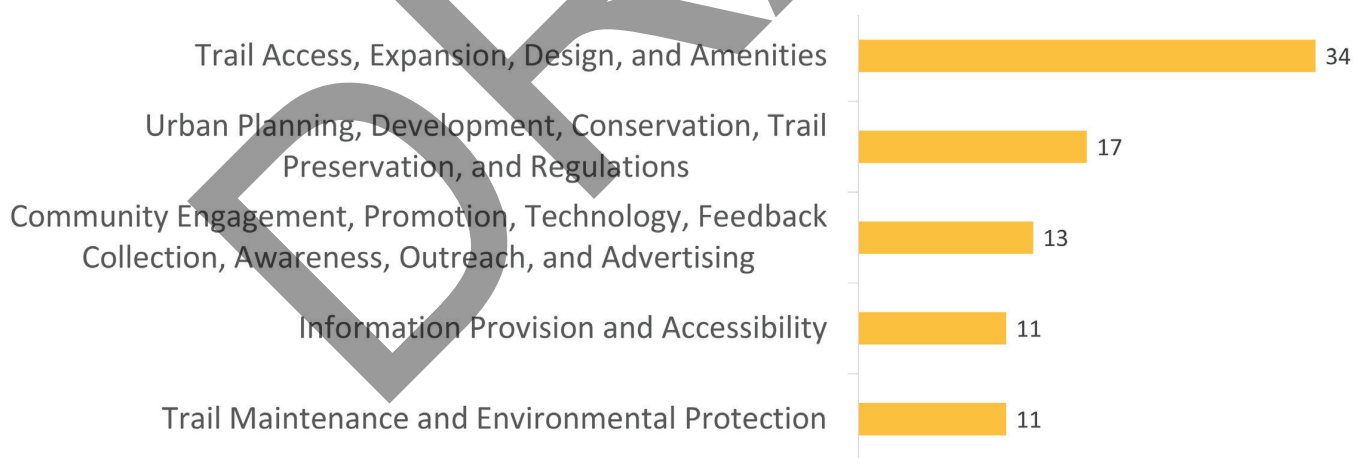 Trail Access, Expansion, Design, and Amenities
34
Urban Planning, Development, Conservation, Trail
Preservation, and Regulations
17
Community Engagement, Promotion, Technology, Feedback
Collection, Awareness, Outreach, and Advertising
13
Information Provision and Accessibility
11
Trail Maintenance and Environmental Protection
11